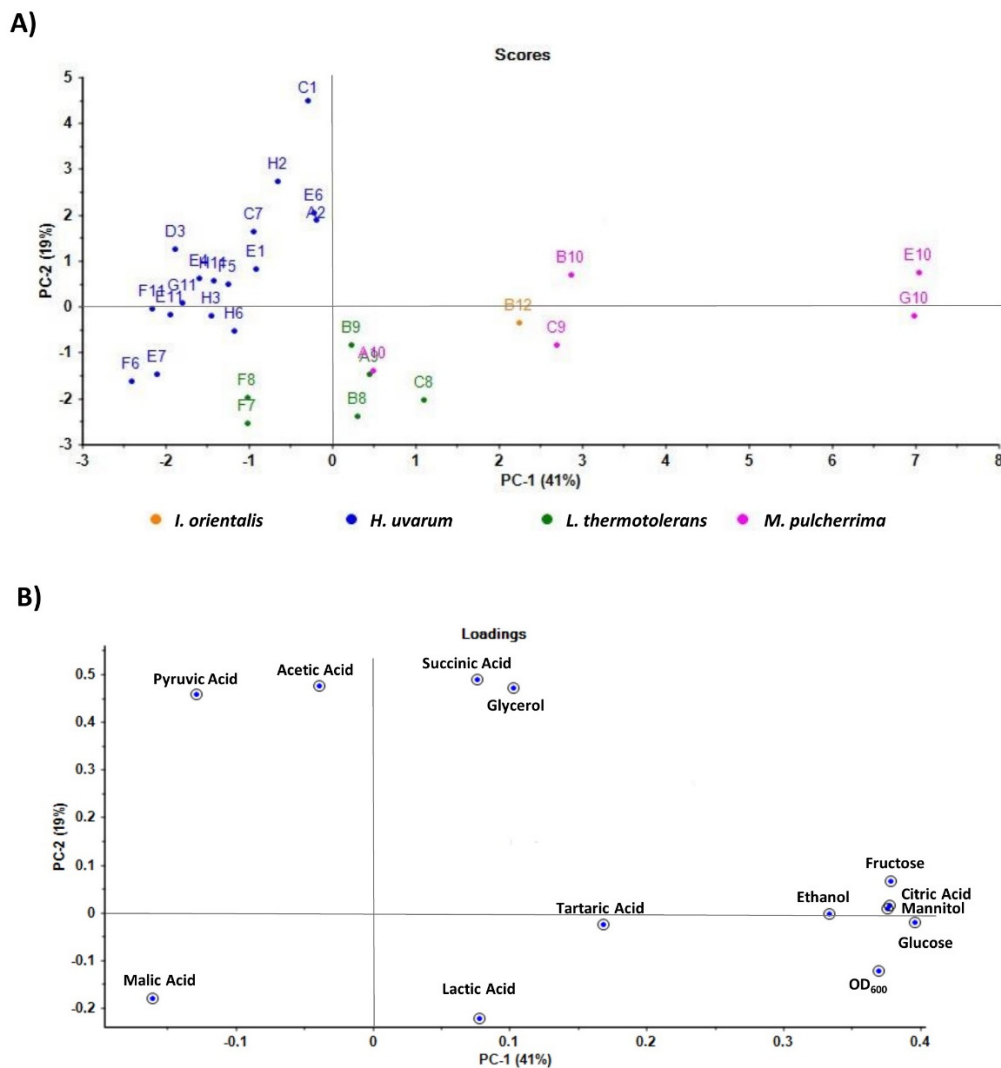 A)
Scores
5
4
3
2
1
0
-1
-2
-3
PC-2 (19%)
C1
H2
E6
A2
C7
D3
E1
E4
H11
F5
G11
F11
E11
H3
H6
F6
E7
F8
F7
B9
A10
A9
B8
C8
B12
B10
C9
E10
G10
-3 -2 -1 0 1 2 3 4 5 6 7 8
PC-1 (41%)
I. orientalis H. uvarum L. thermotolerans M. pulcherrima
B)
Loadings
0.5
0.4
0.3
0.2
0.1
0
-0.1
-0.2
PC-2 (19%)
Pyruvic Acid
Acetic Acid
Succinic Acid
Glycerol
Fructose
Citric Acid
Ethanol
Mannitol
Tartaric Acid
Glucose
OD600
Malic Acid
Lactic Acid
-0.1 0 0.1 0.2 0.3 0.4
PC-1 (41%)